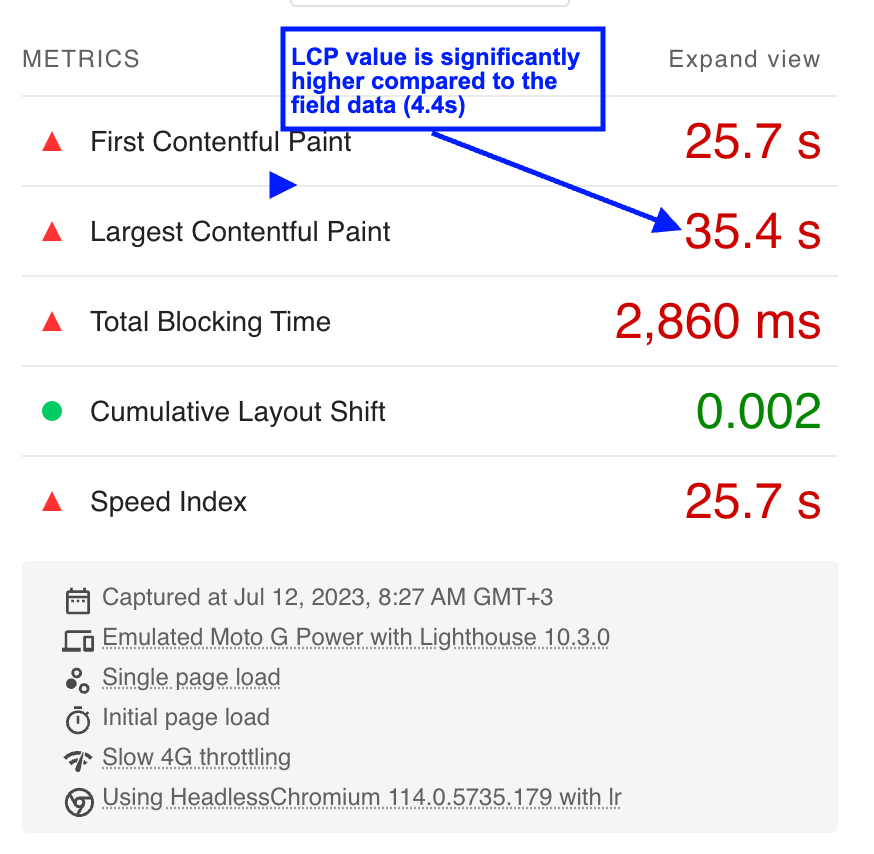 METRICS
LCP value is significantly
higher compared to the
field data (4.4s)
Expand view
First Contentful Paint
25.7 s
Largest Contentful Paint
35.4 s
Total Blocking Time
2,860 ms
Cumulative Layout Shift
0.002
Speed Index
25.7 s
Captured at Jul 12, 2023, 8:27 AM GMT+3
Emulated Moto G Power with Lighthouse 10.3.0
Single page load
Initial page load
Slow 4G throttling
Using HeadlessChromium 114.0.5735.179 with lr